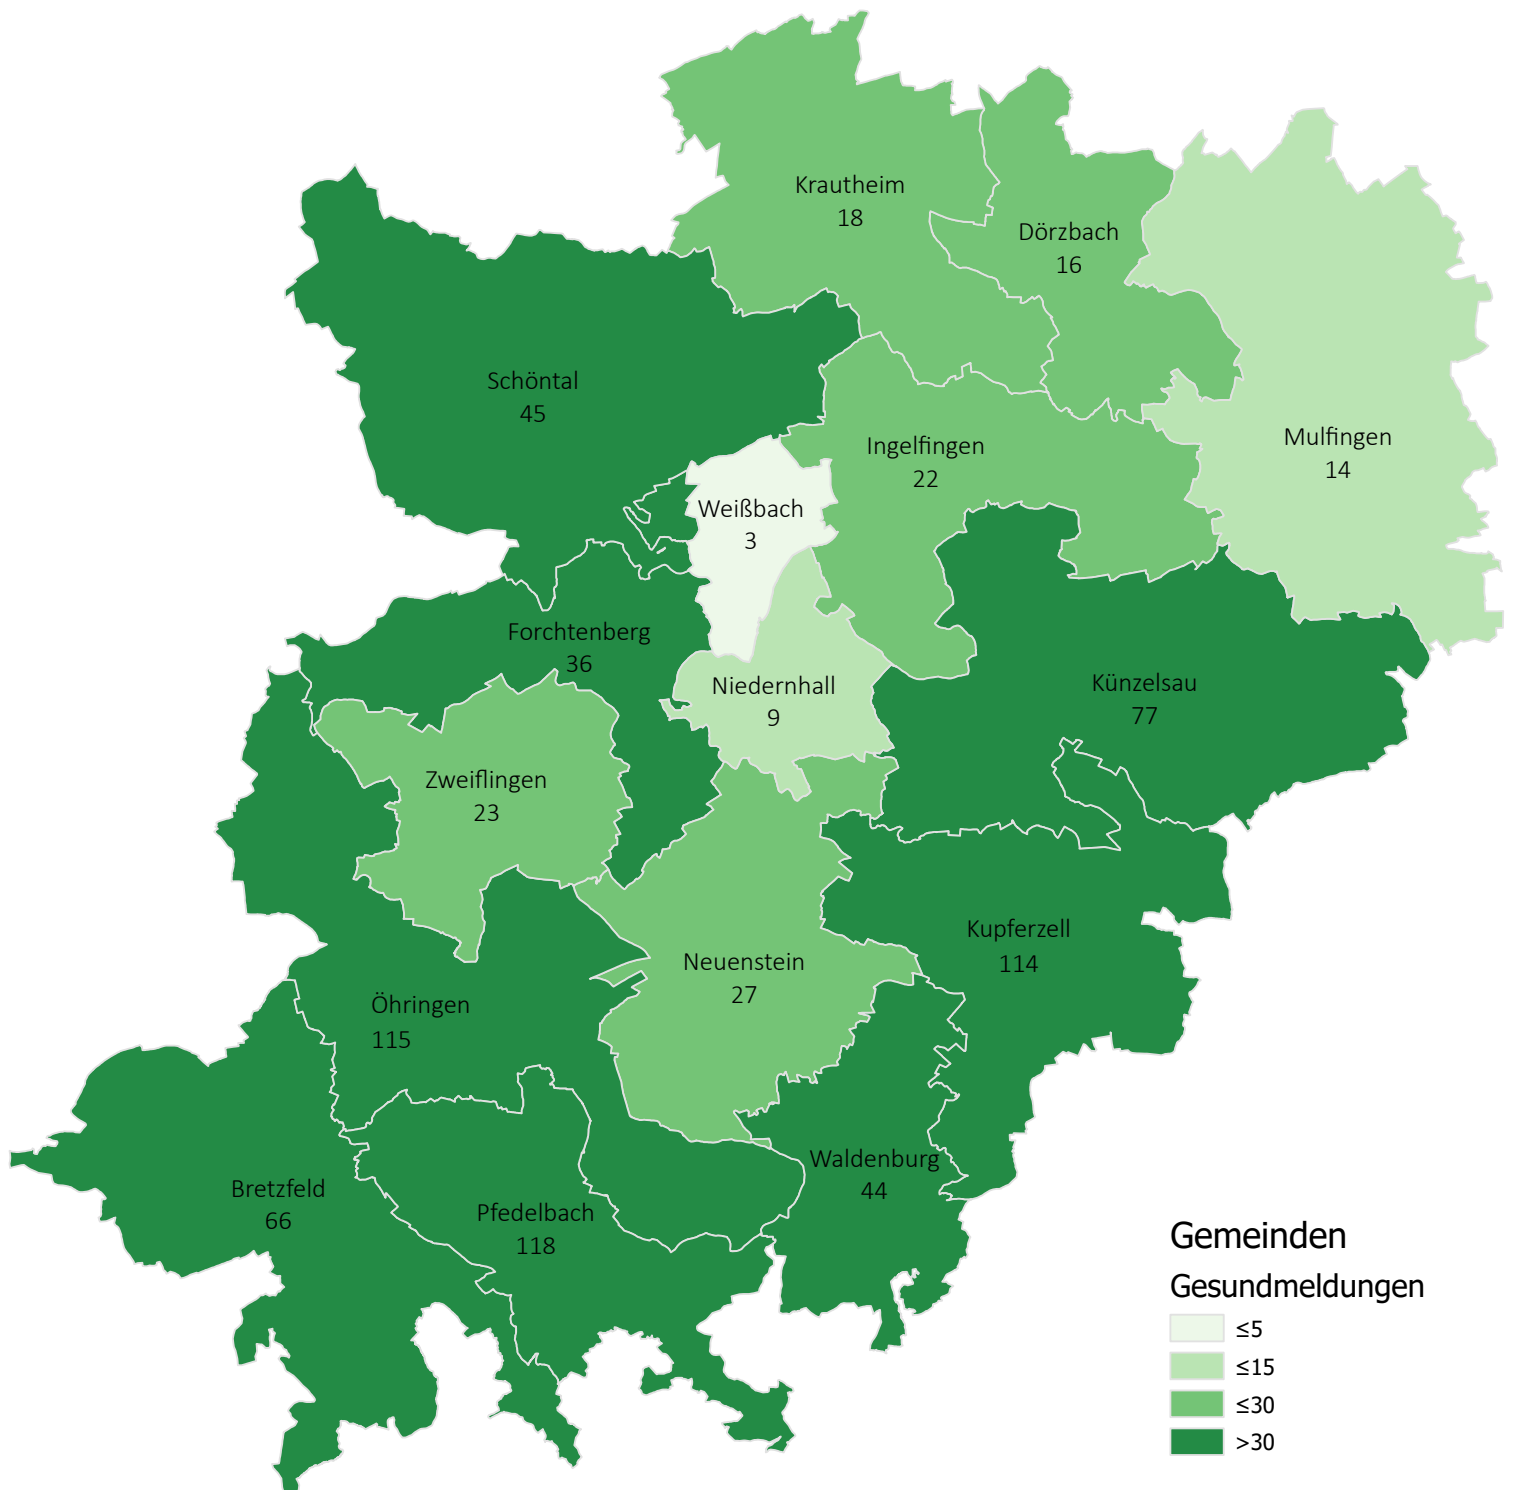 Krautheim
18
Dörzbach
16
Schöntal
45
Mulfingen
14
Ingelfingen
22
Weißbach
3
Forchtenberg
36
Niedernhall
9
Künzelsau
77
Zweiflingen
23
Kupferzell
114
Neuenstein
27
Öhringen
115
Waldenburg
44
Bretzfeld
66
Pfedelbach
118
Gemeinden
Gesundmeldungen
≤5
≤15
≤30
>30